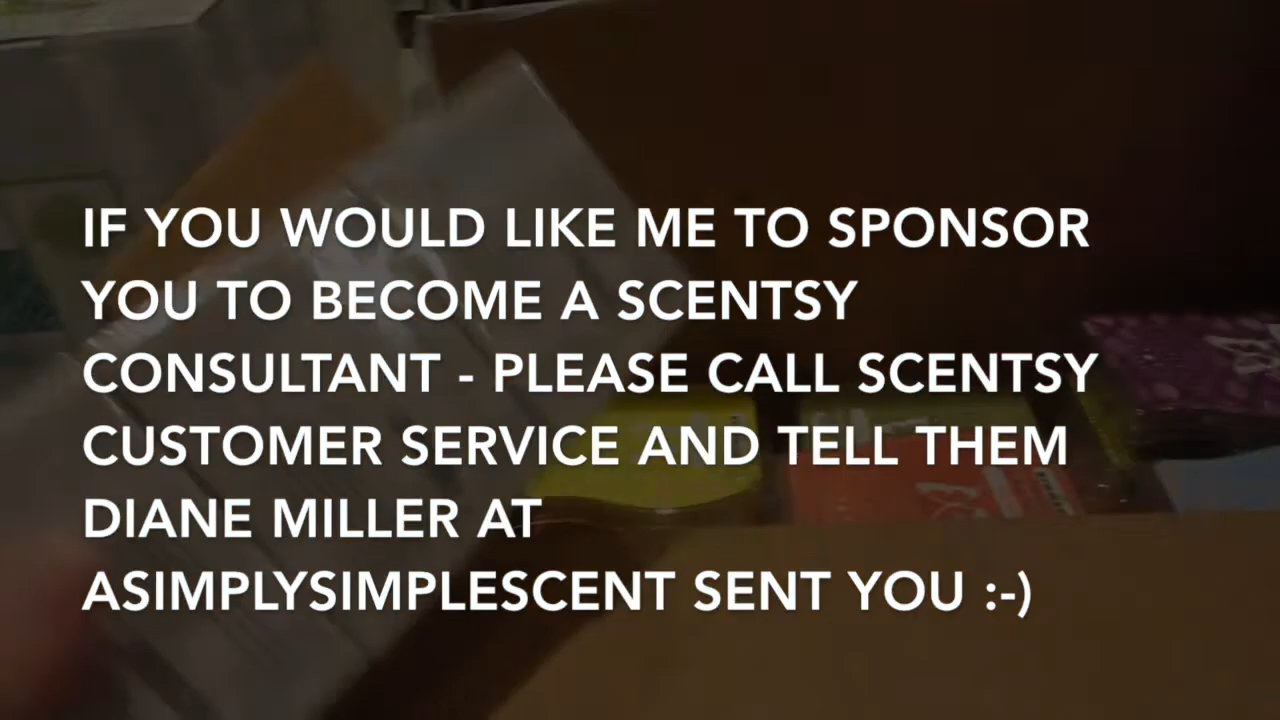 IF YOU WOULD LIKE ME TO SPONSOR
YOU TO BECOME A SCENTSY
CONSULTANT - PLEASE CALL SCENTSY
CUSTOMER SERVICE AND TELL THEM
DIANE MILLER AT
ASIMPLYSIMPLESCENT SENT YOU :-)